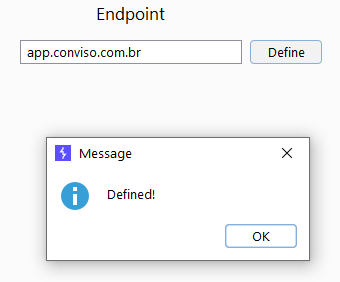 Endpoint
app.conviso.com.br
Define
Message
Defined!
OK